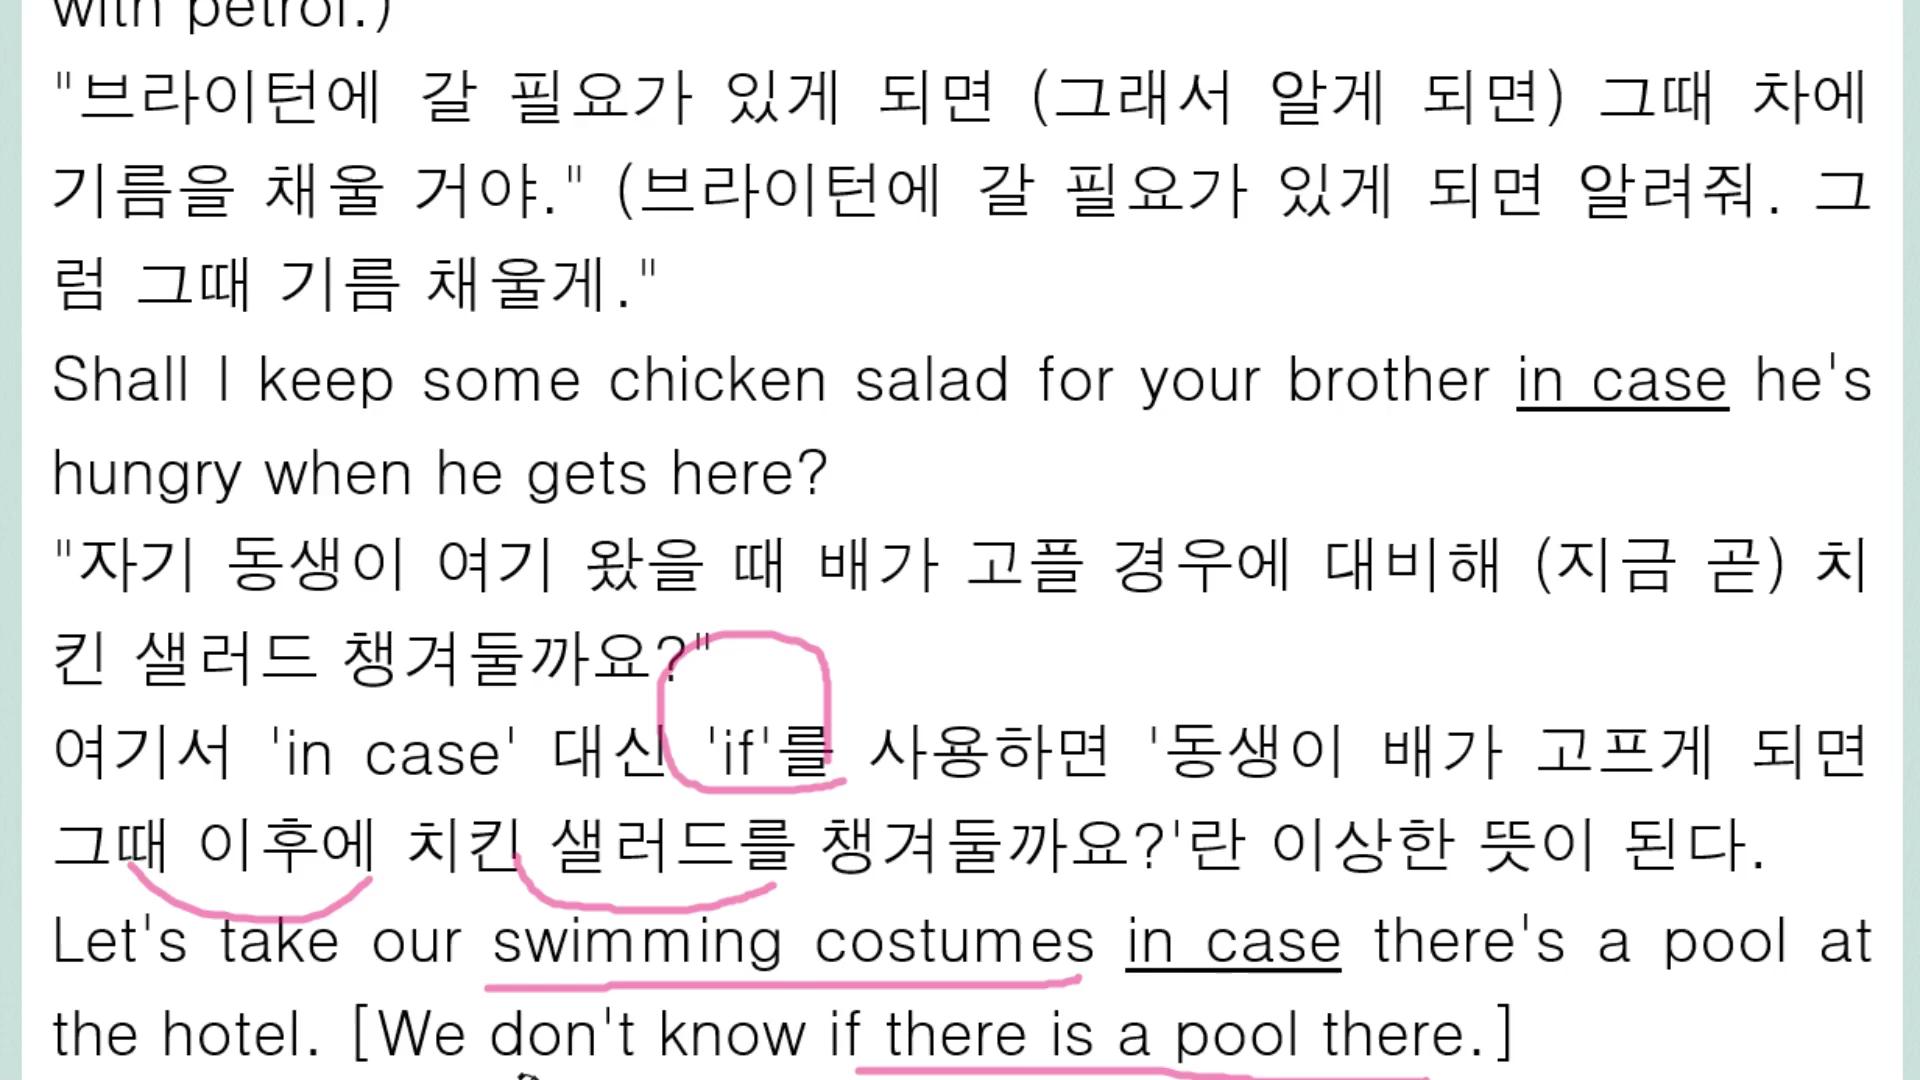 with petrol.)
"브라이턴에 갈 필요가 있게 되면 (그래서 알게 되면) 그때 차에
기름을 채울 거야." (브라이턴에 갈 필요가 있게 되면 알려줘. 그
럼 그때 기름 채울게."
Shall I keep some chicken salad for your brother in case he's
hungry when he gets here?
"자기 동생이 여기 왔을 때 배가 고플 경우에 대비해 (지금 곧) 치
킨 샐러드 챙겨둘까요?"
여기서 'in case' 대신 'if'를 사용하면 '동생이 배가 고프게 되면
그때 이후에 치킨 샐러드를 챙겨둘까요?'란 이상한 뜻이 된다.
Let's take our swimming costumes in case there's a pool at
the hotel. [We don't know if there is a pool there.]